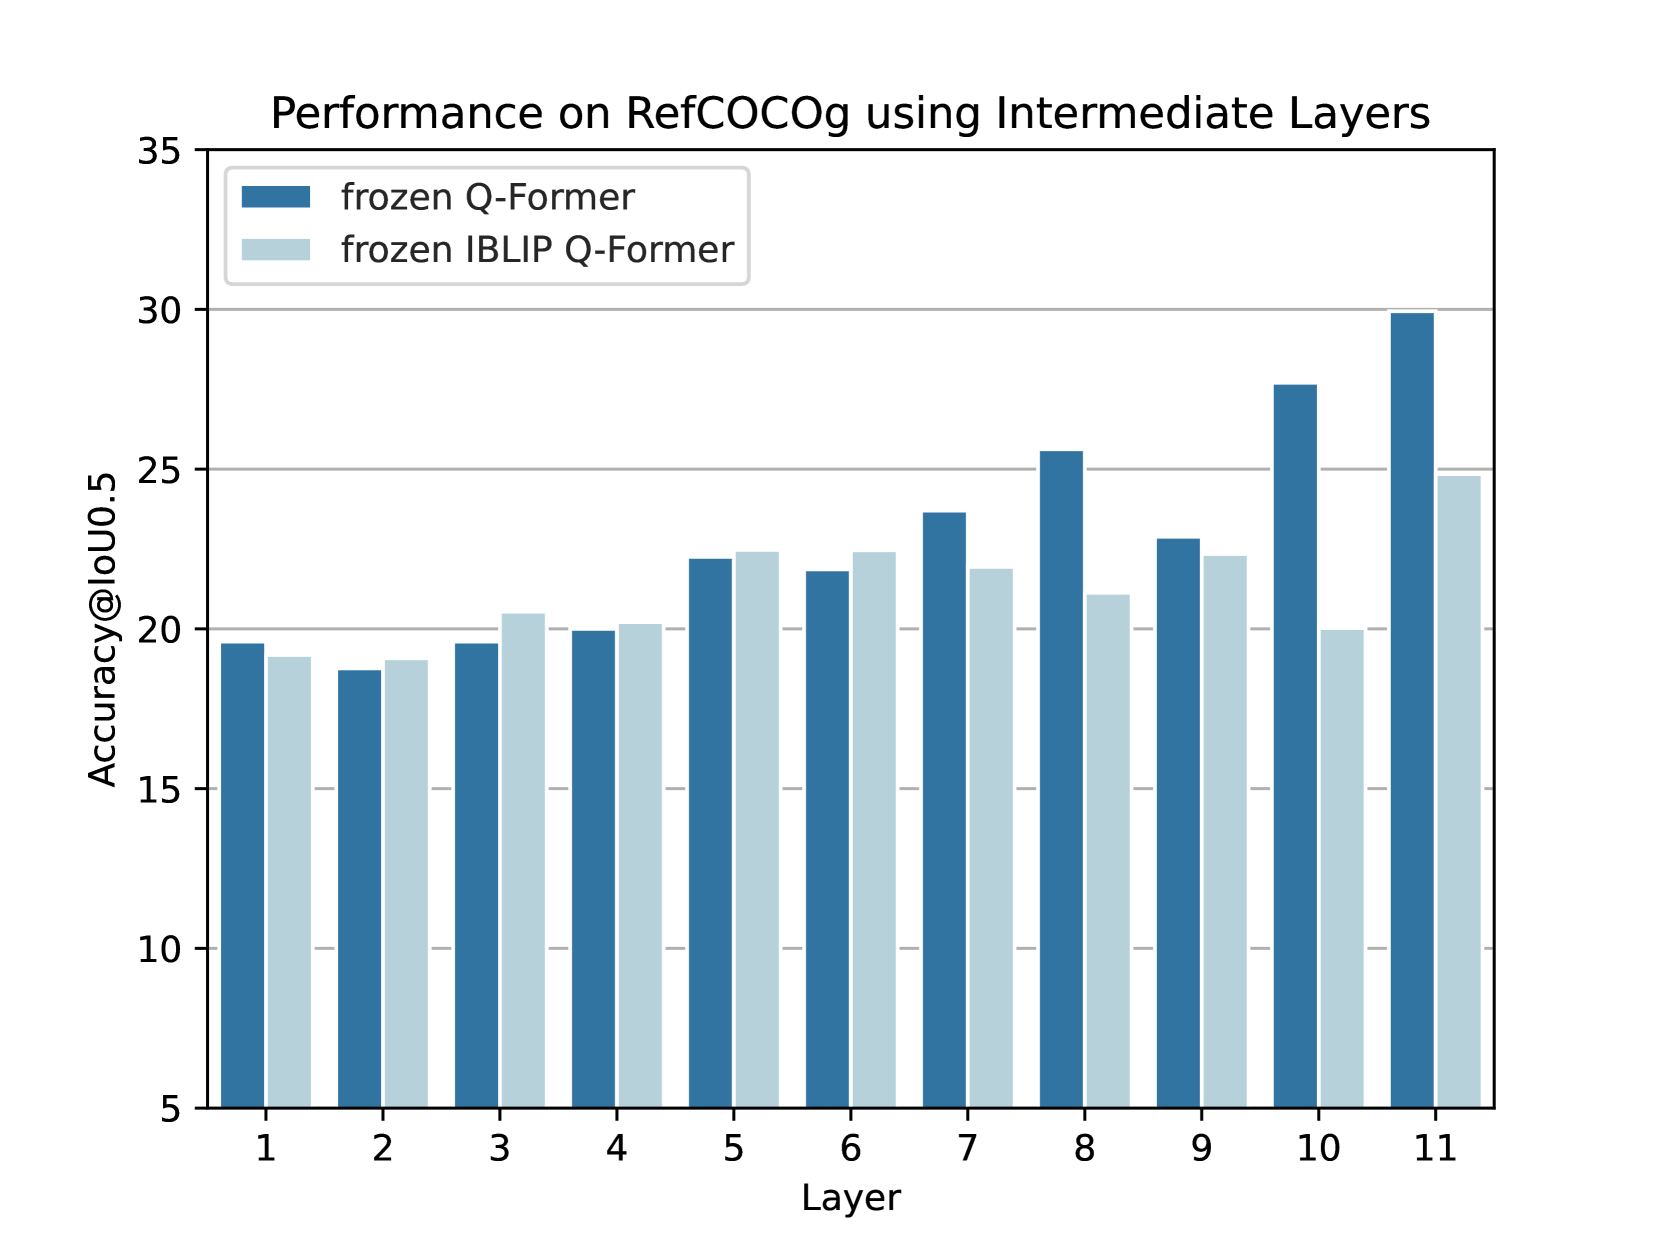 Performance on RefCOCOg using Intermediate Layers
35
frozen Q-Former
frozen IBLIP Q-Former
30
25
20
15
10
5
Accuracy@IoU0.5
1 2 3 4 5 6 7 8 9 10 11
Layer